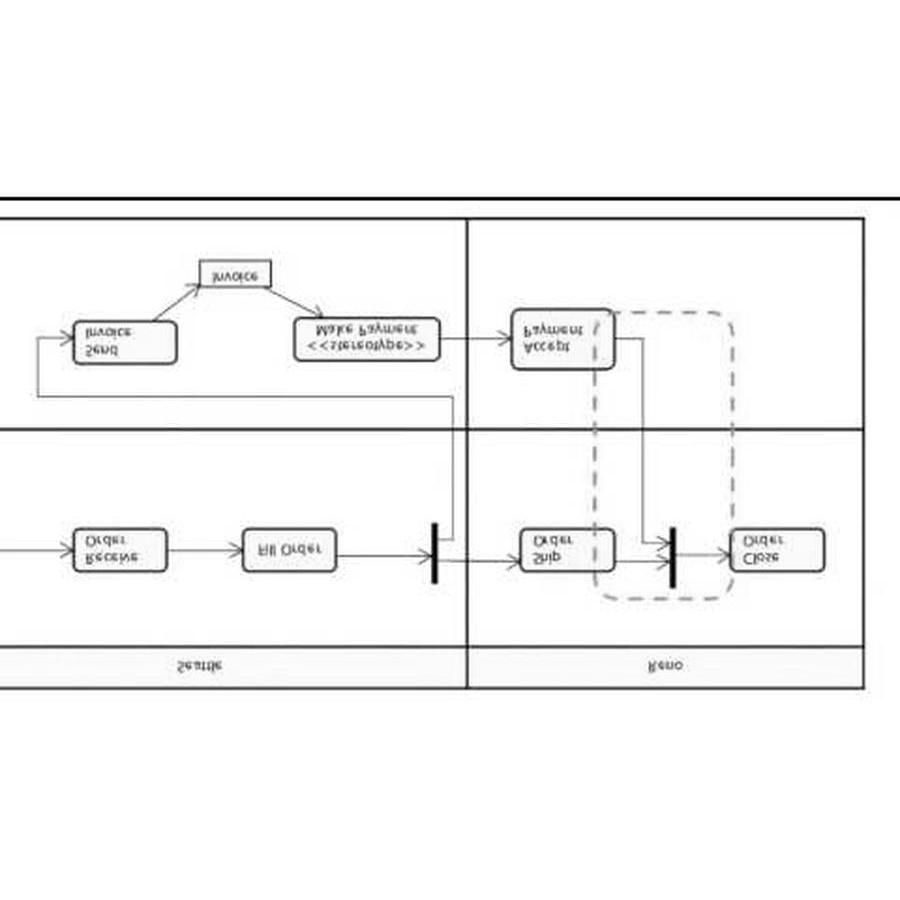 Seattle
Reno
Receive
Order
Fill Order
Ship
Order
Close
Order
Send
Invoice
<<stereotype>>
Make Payment
Accept
Payment
Invoice